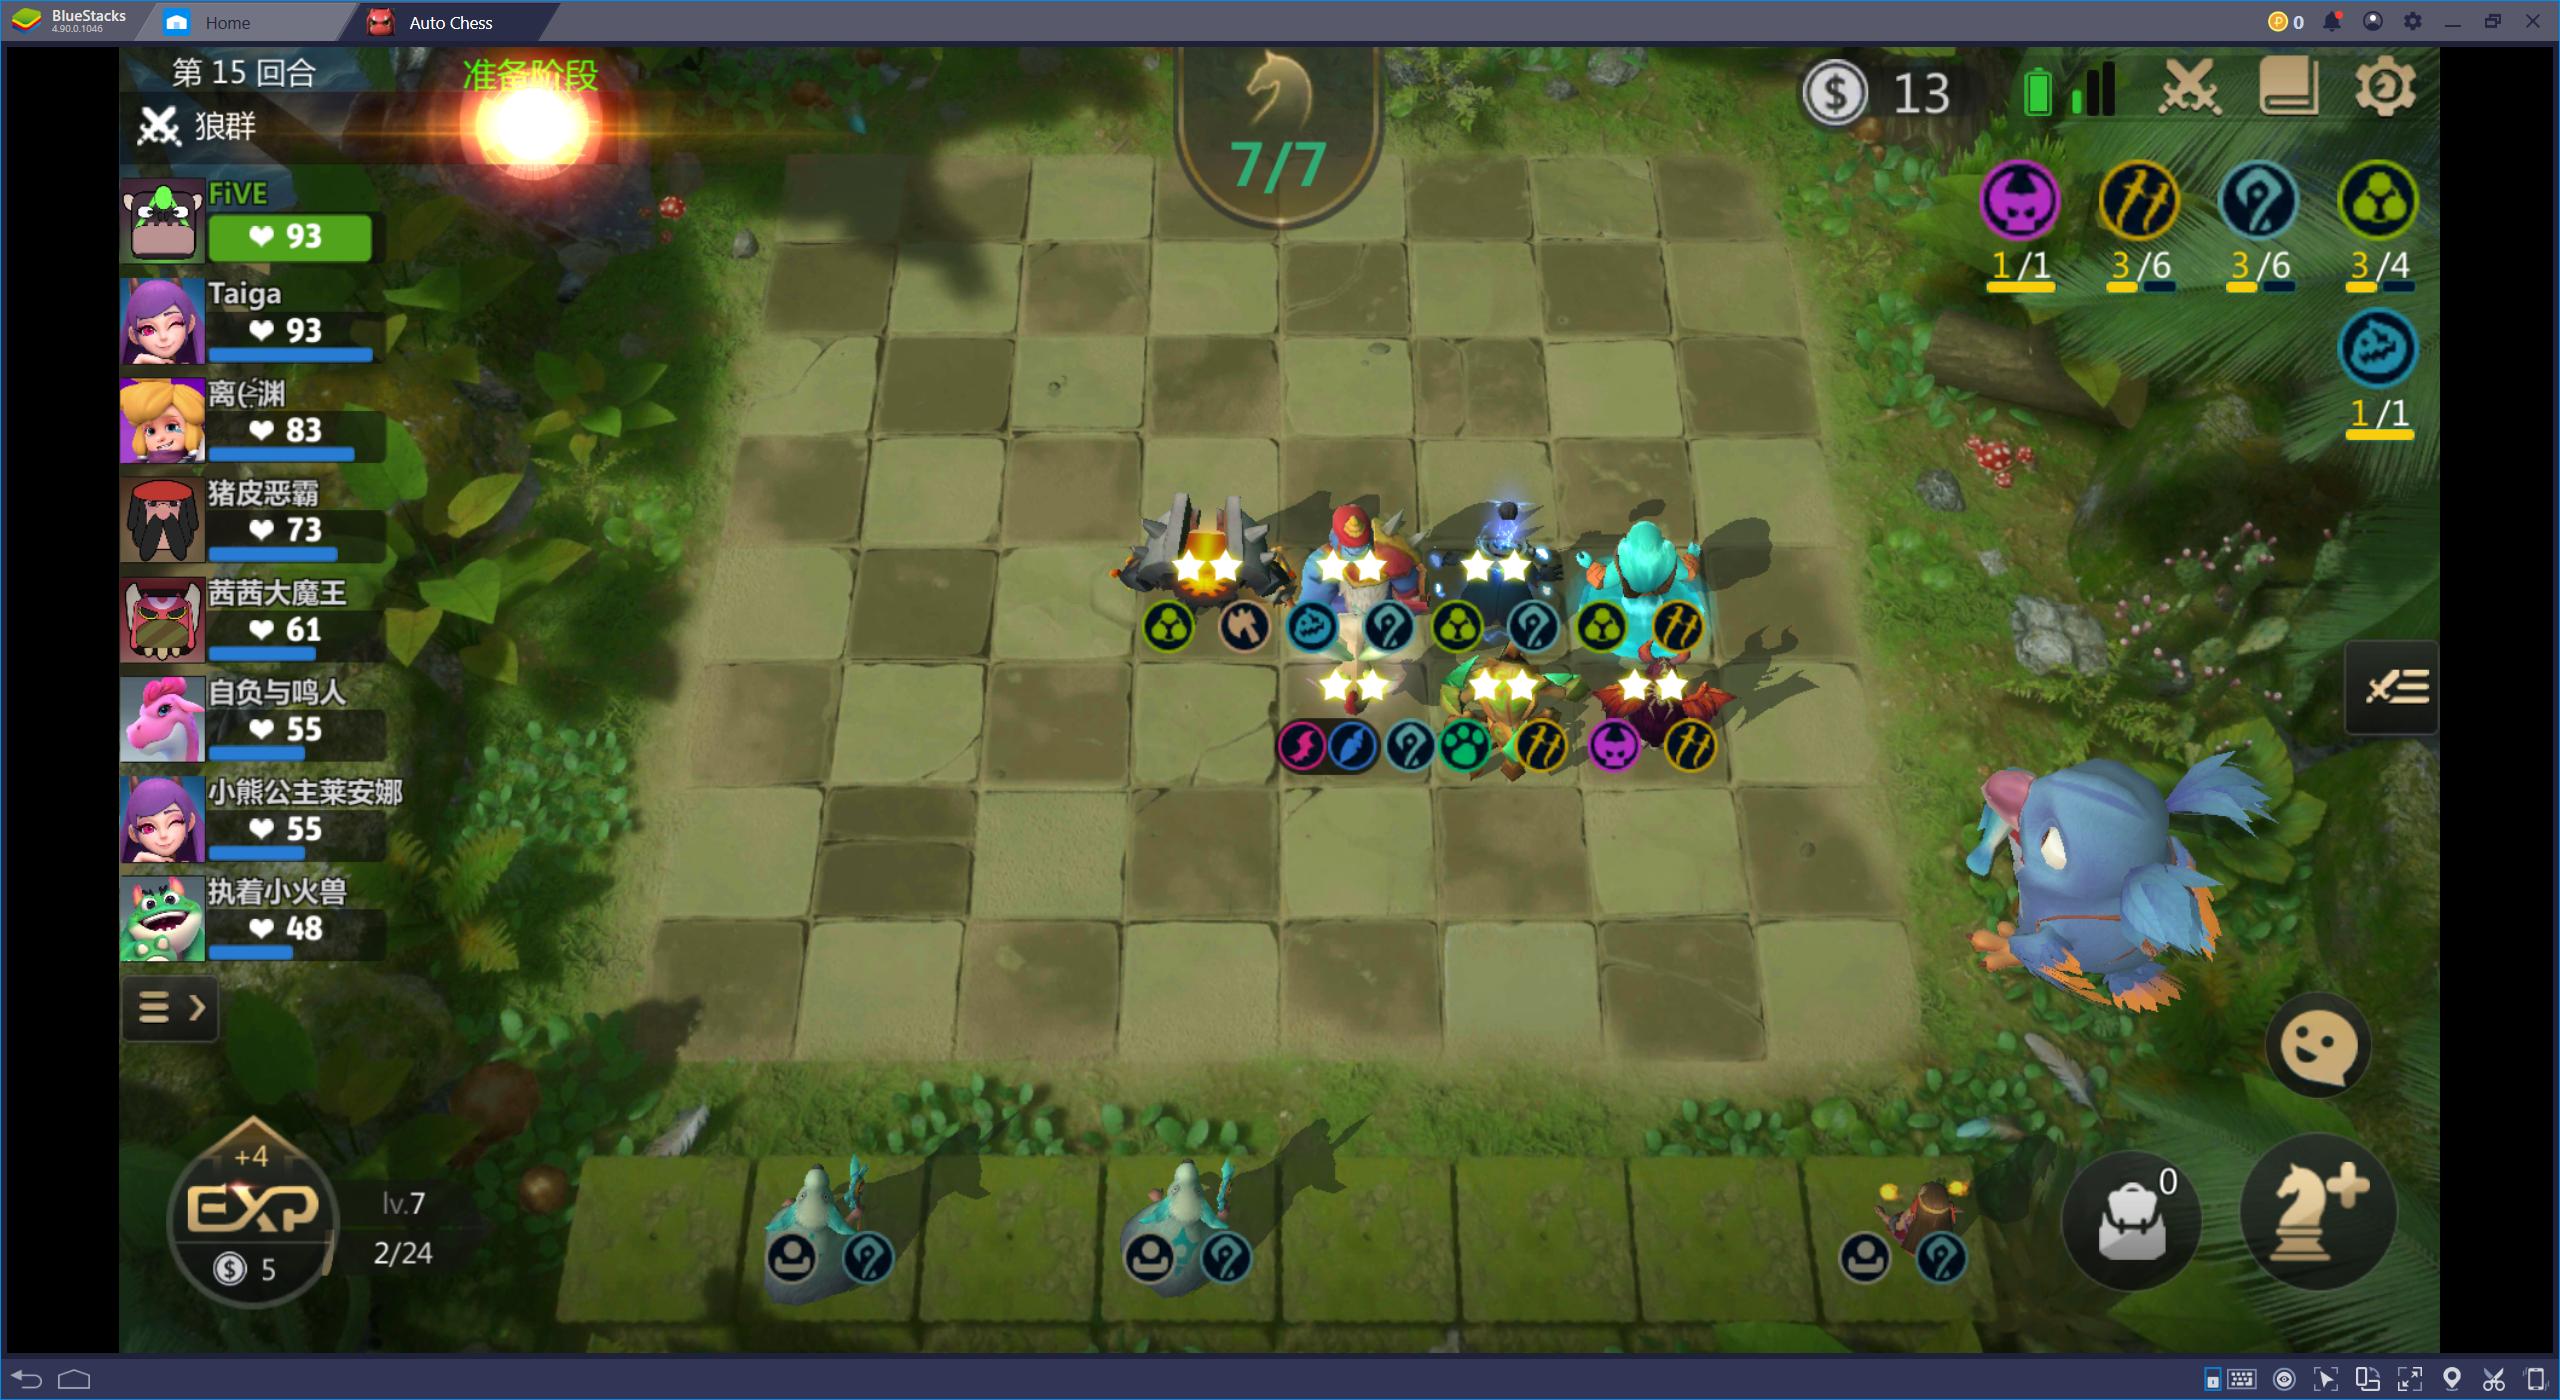 BlueStacks
4.90.0.1046
Home
Auto Chess
0
第 15 回合
准备阶段
狼群
7/7
13
FiVE
93
Taiga
93
83
猪皮恶霸
73
茜茜大魔王
61
自负与鸣人
55
小熊公主莱安娜
55
执着小火兽
48
1/1
3/6
3/6
3/4
1/1
+4
EXP
5
lv.7
2/24
0